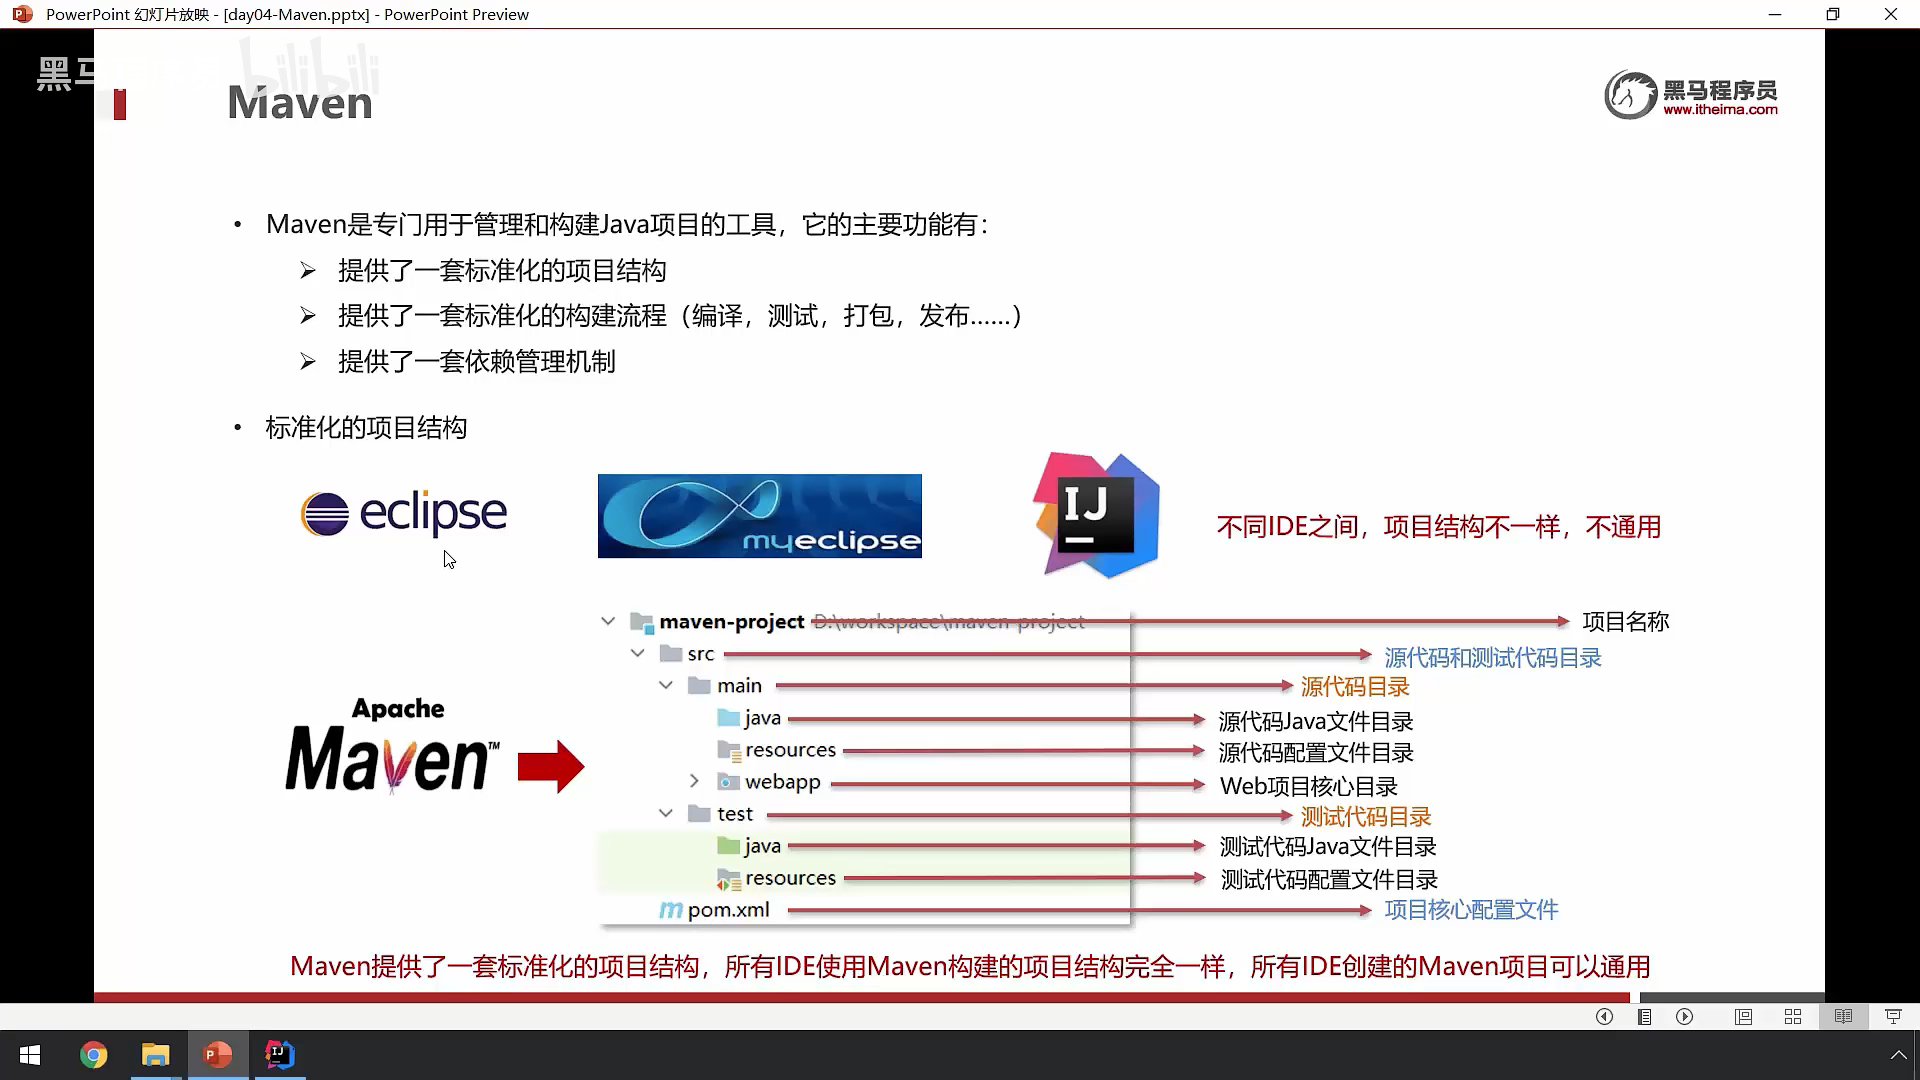 PowerPoint 幻灯片放映 - [day04-Maven.pptx] - PowerPoint Preview
bilibili
Maven
黑马程序员
www.itheima.com
• Maven是专门用于管理和构建Java项目的工具，它的主要功能有：
➢ 提供了一套标准化的项目结构
➢ 提供了一套标准化的构建流程（编译，测试，打包，发布……）
➢ 提供了一套依赖管理机制
• 标准化的项目结构
eclipse
myeclipse
IJ
不同IDE之间，项目结构不一样，不通用
maven-project D:\workspace\maven-project 项目名称
src 源代码和测试代码目录
main 源代码目录
java 源代码Java文件目录
resources 源代码配置文件目录
webapp Web项目核心目录
test 测试代码目录
java 测试代码Java文件目录
resources 测试代码配置文件目录
pom.xml 项目核心配置文件
Apache
Maven™
Maven提供了一套标准化的项目结构，所有IDE使用Maven构建的项目结构完全一样，所有IDE创建的Maven项目可以通用